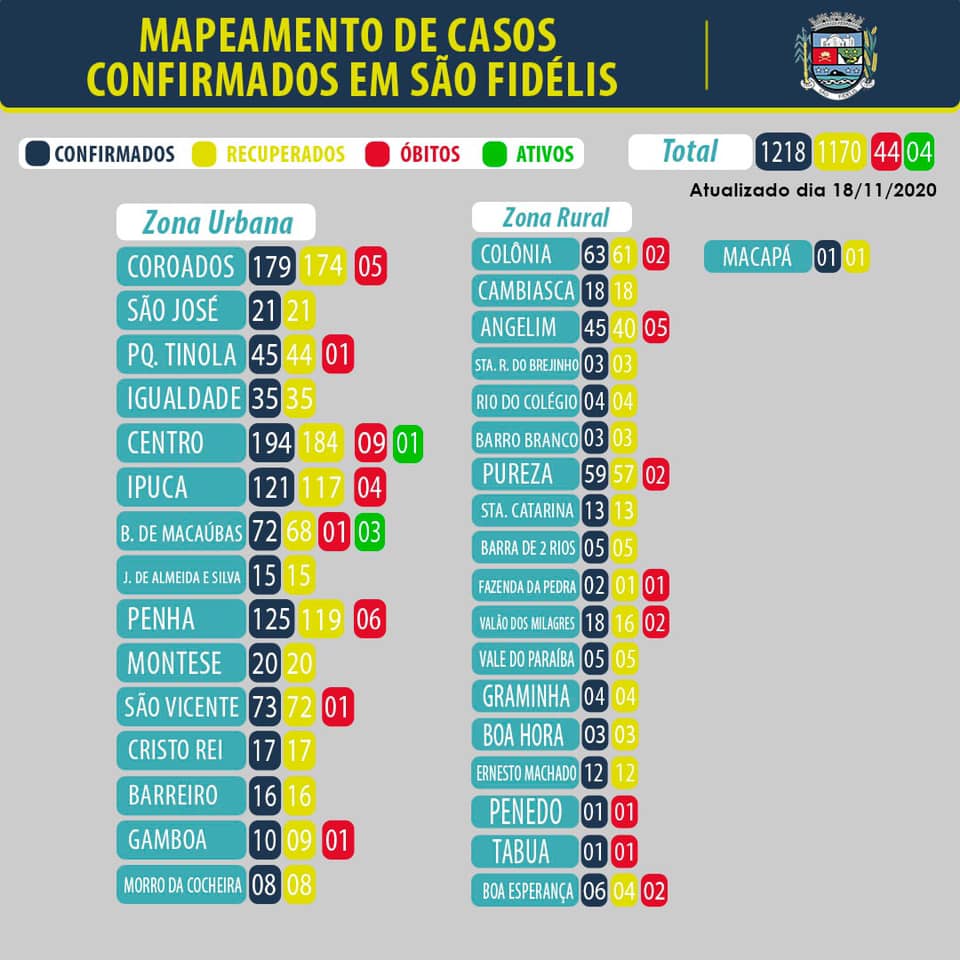 MAPEAMENTO DE CASOS
CONFIRMADOS EM SÃO FIDÉLIS
CONFIRMADOS RECUPERADOS ÓBITOS ATIVOS
Total 1218 1170 44 04
Atualizado dia 18/11/2020
Zona Urbana
COROADOS 179 174 05
SÃO JOSÉ 21 21
PQ. TINOLA 45 44 01
IGUALDADE 35 35
CENTRO 194 184 09 01
IPUCA 121 117 04
B. DE MACAÚBAS 72 68 01 03
J. DE ALMEIDA E SILVA 15 15
PENHA 125 119 06
MONTESE 20 20
SÃO VICENTE 73 72 01
CRISTO REI 17 17
BARREIRO 16 16
GAMBOA 10 09 01
MORRO DA COCHEIRA 08 08
Zona Rural
COLÔNIA 63 61 02
CAMBIASCA 18 18
ANGELIM 45 40 05
STA. R. DO BREJINHO 03 03
RIO DO COLÉGIO 04 04
BARRO BRANCO 03 03
PUREZA 59 57 02
STA. CATARINA 13 13
BARRA DE 2 RIOS 05 05
FAZENDA DA PEDRA 02 01 01
VALÃO DOS MILAGRES 18 16 02
VALE DO PARAÍBA 05 05
GRAMINHA 04 04
BOA HORA 03 03
ERNESTO MACHADO 12 12
PENEDO 01 01
TABUA 01 01
BOA ESPERANÇA 06 04 02
MACAPÁ 01 01